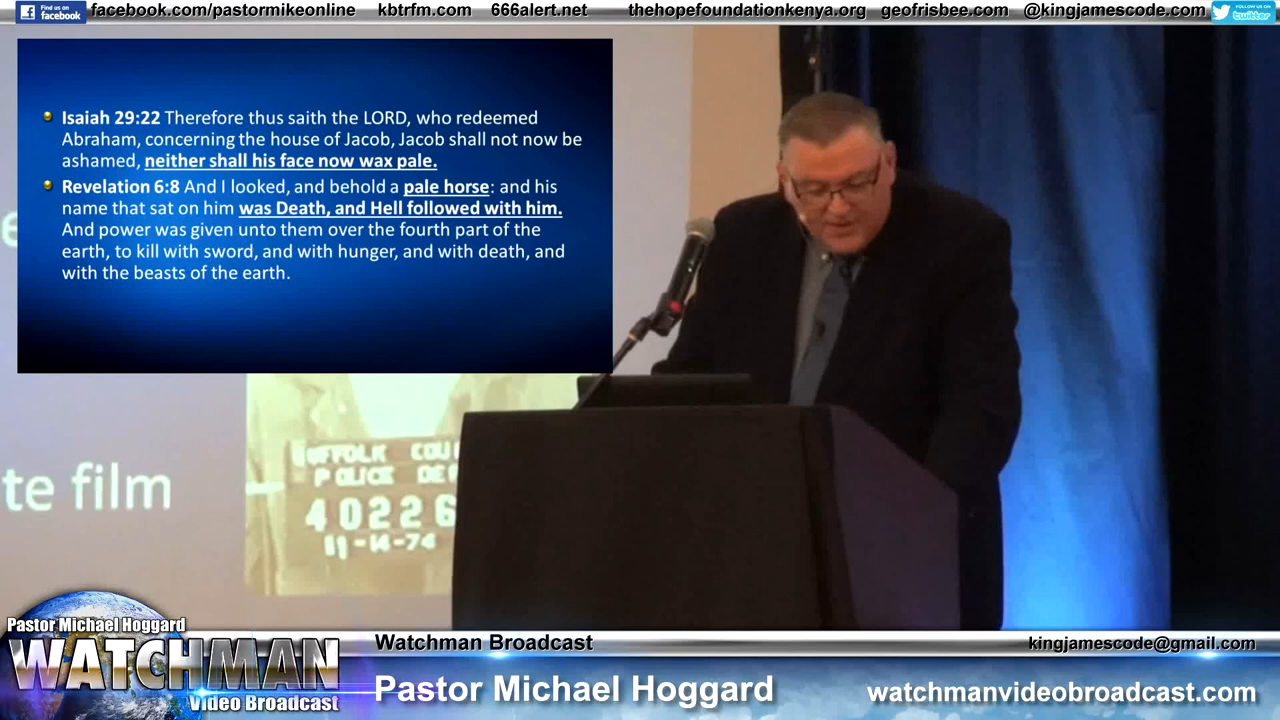 Find us on facebook
facebook.com/pastormikeonline kbtrfm.com 666alert.net thehopefoundationkenya.org geofrisbee.com @kingjamescode.com FOLLOW US ON twitter
Isaiah 29:22 Therefore thus saith the LORD, who redeemed
Abraham, concerning the house of Jacob, Jacob shall not now be
ashamed, neither shall his face now wax pale.
Revelation 6:8 And I looked, and behold a pale horse: and his
name that sat on him was Death, and Hell followed with him.
And power was given unto them over the fourth part of the
earth, to kill with sword, and with hunger, and with death, and
with the beasts of the earth.
te film
SUFFOLK COU
POLICE DEP
40226
11-14-74
Pastor Michael Hoggard
WATCHMAN
Video Broadcast
Watchman Broadcast
kingjamescode@gmail.com
Pastor Michael Hoggard
watchmanvideobroadcast.com